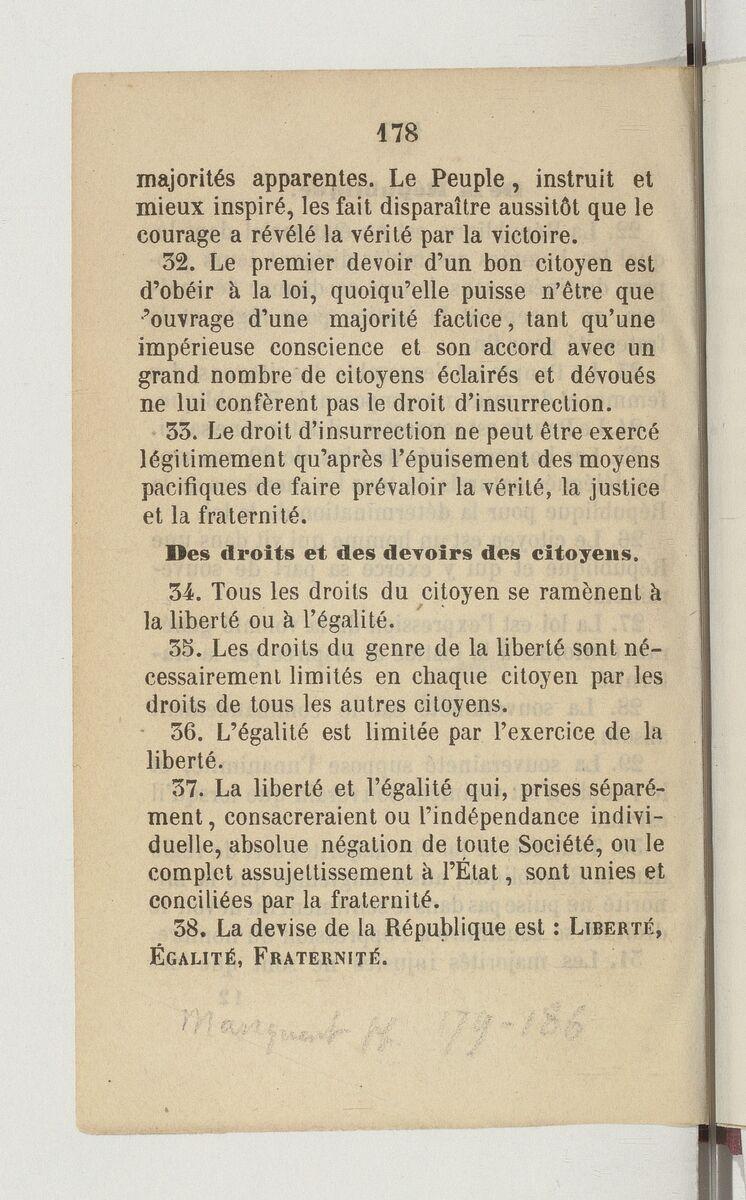 178
majorités apparentes. Le Peuple, instruit et
mieux inspiré, les fait disparaître aussitôt que le
courage a révélé la vérité par la victoire.
32. Le premier devoir d'un bon citoyen est
d'obéir à la loi, quoiqu'elle puisse n'être que
'ouvrage d'une majorité factice, tant qu'une
impérieuse conscience et son accord avec un
grand nombre de citoyens éclairés et dévoués
ne lui confèrent pas le droit d'insurrection.
33. Le droit d'insurrection ne peut être exercé
légitimement qu'après l'épuisement des moyens
pacifiques de faire prévaloir la vérité, la justice
et la fraternité.
Des droits et des devoirs des citoyens.
34. Tous les droits du citoyen se ramènent à
la liberté ou à l'égalité.
35. Les droits du genre de la liberté sont né-
cessairement limités en chaque citoyen par les
droits de tous les autres citoyens.
36. L'égalité est limitée par l'exercice de la
liberté.
37. La liberté et l'égalité qui, prises séparé-
ment, consacreraient ou l'indépendance indivi-
duelle, absolue négation de toute Société, ou le
complet assujettissement à l'État, sont unies et
conciliées par la fraternité.
38. La devise de la République est : LIBERTÉ,
ÉGALITÉ, FRATERNITÉ.
Manquent ff 179-186